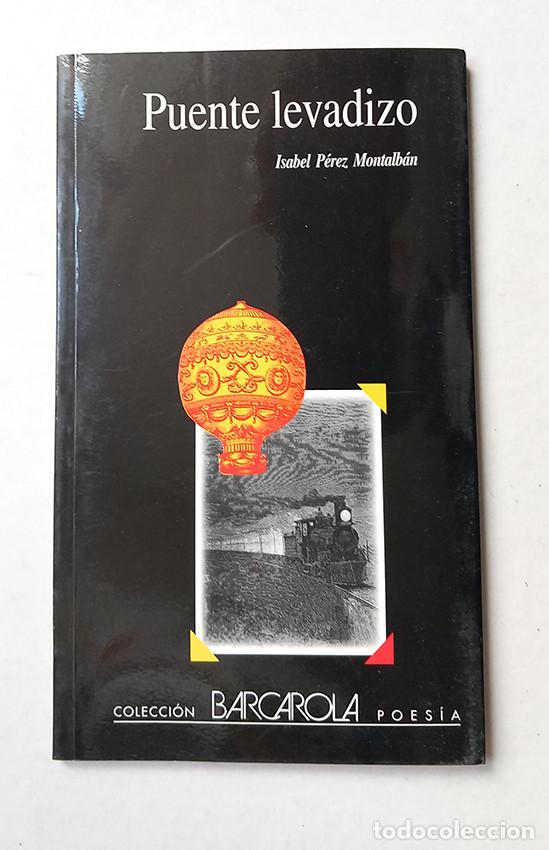 Puente levadizo
Isabel Pérez Montalbán
COLECCIÓN BARCAROLA POESÍA
todocoleccion